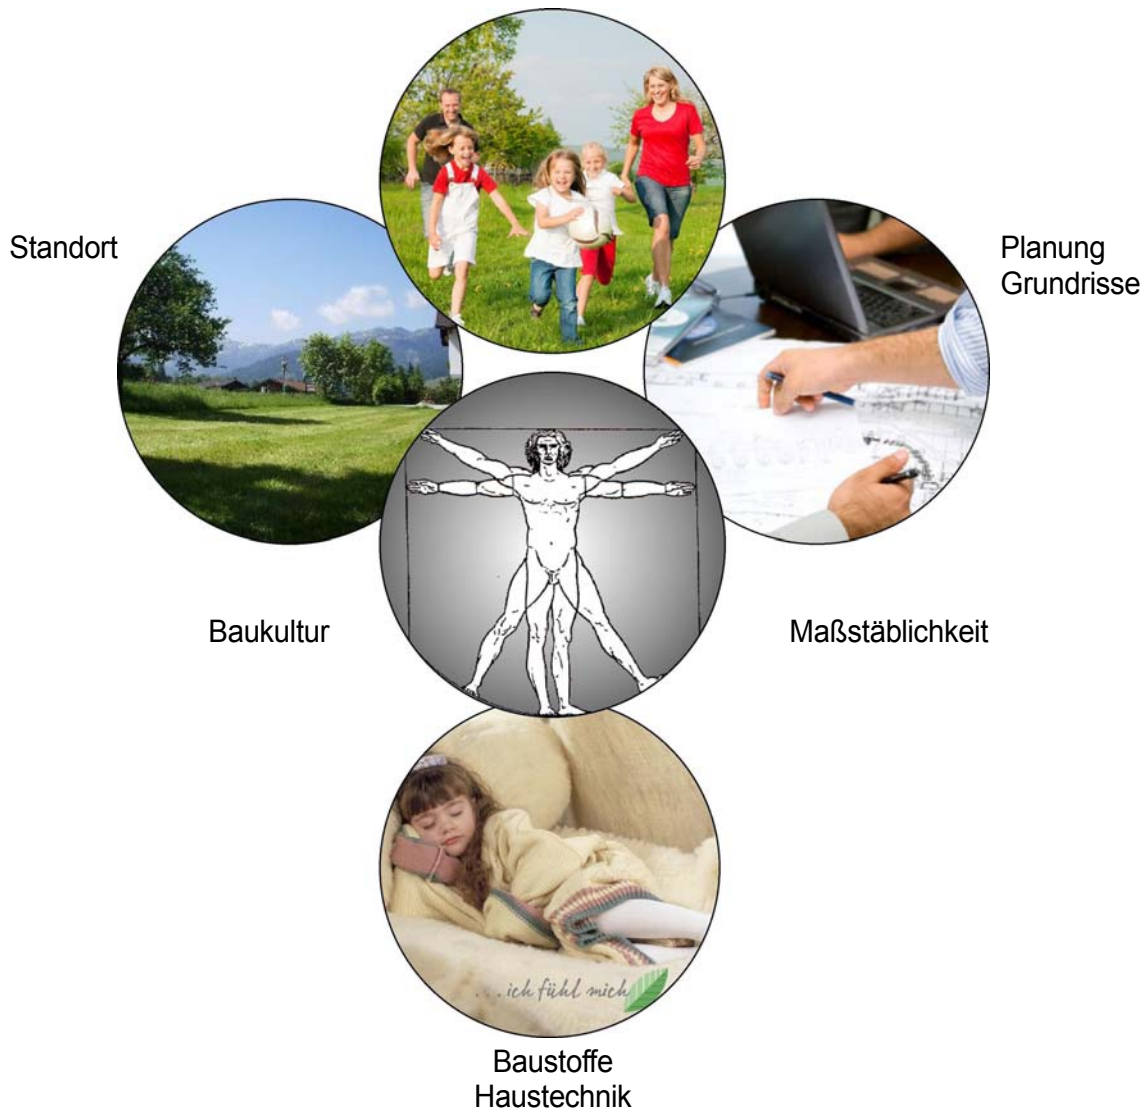 Standort
Planung
Grundrisse
Baukultur
Maßstäblichkeit
...ich fühl mich
Baustoffe
Haustechnik